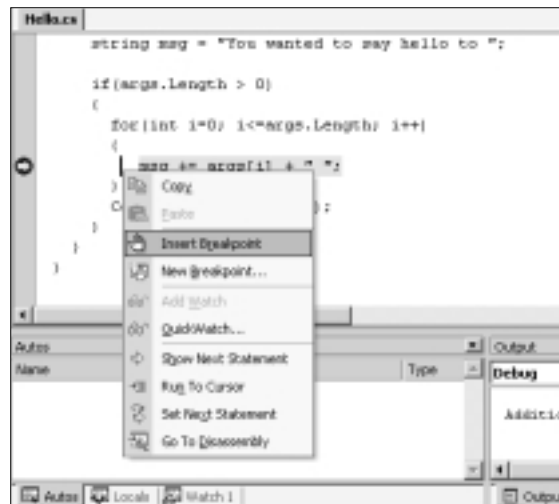 Hello.cs
string msg = "You wanted to say hello to ";
if(args.Length > 0)
{
for(int i=0; i<=args.Length; i++)
{
msg += args[i] + " ";
}
);
}
}
}
Copy
Paste
Insert Breakpoint
New Breakpoint...
Add Watch
QuickWatch...
Show Next Statement
Run To Cursor
Set Next Statement
Go To Disassembly
Autos
Name
Type
Output
Debug
Additio
Autos
Locals
Watch 1
Outpu